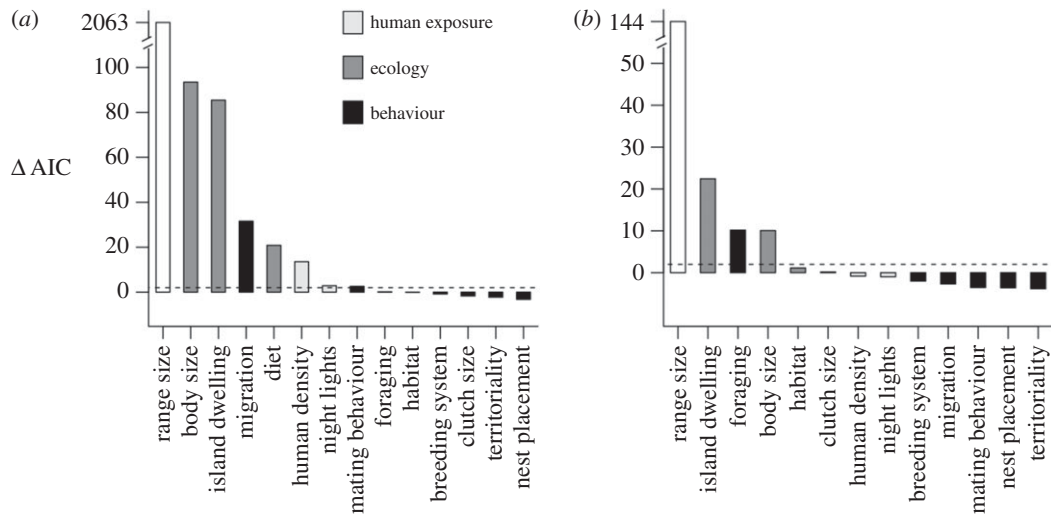 (a)
2063
100
80
60
40
20
0
Δ AIC
human exposure
ecology
behaviour
range size
body size
island dwelling
migration
diet
human density
night lights
mating behaviour
foraging
habitat
breeding system
clutch size
territoriality
nest placement
(b)
144
50
40
30
20
10
0
range size
island dwelling
foraging
body size
habitat
clutch size
human density
night lights
breeding system
migration
mating behaviour
nest placement
territoriality